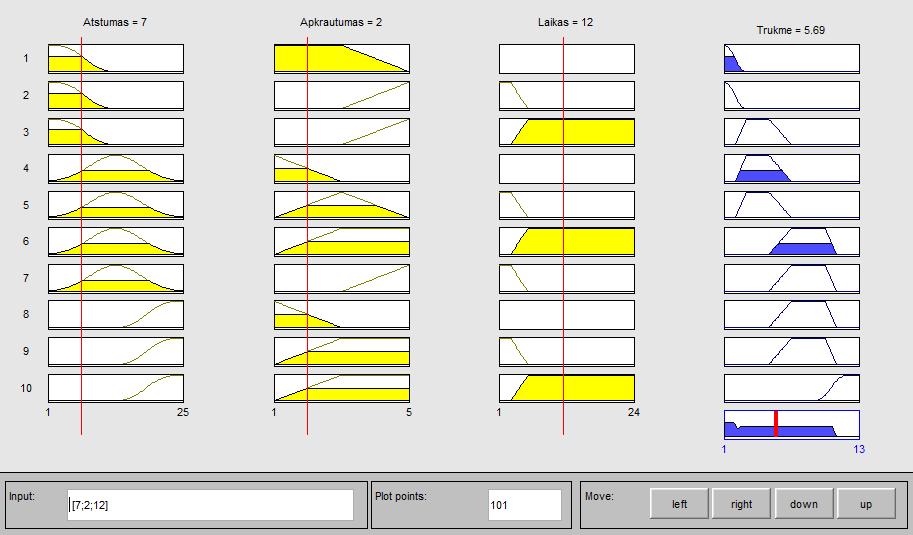 Atstumas = 7
Apkrautumas = 2
Laikas = 12
Trukme = 5.69
1
2
3
4
5
6
7
8
9
10
1 25
1 5
1 24
1 13
Input:
[7;2;12]
Plot points:
101
Move:
left
right
down
up